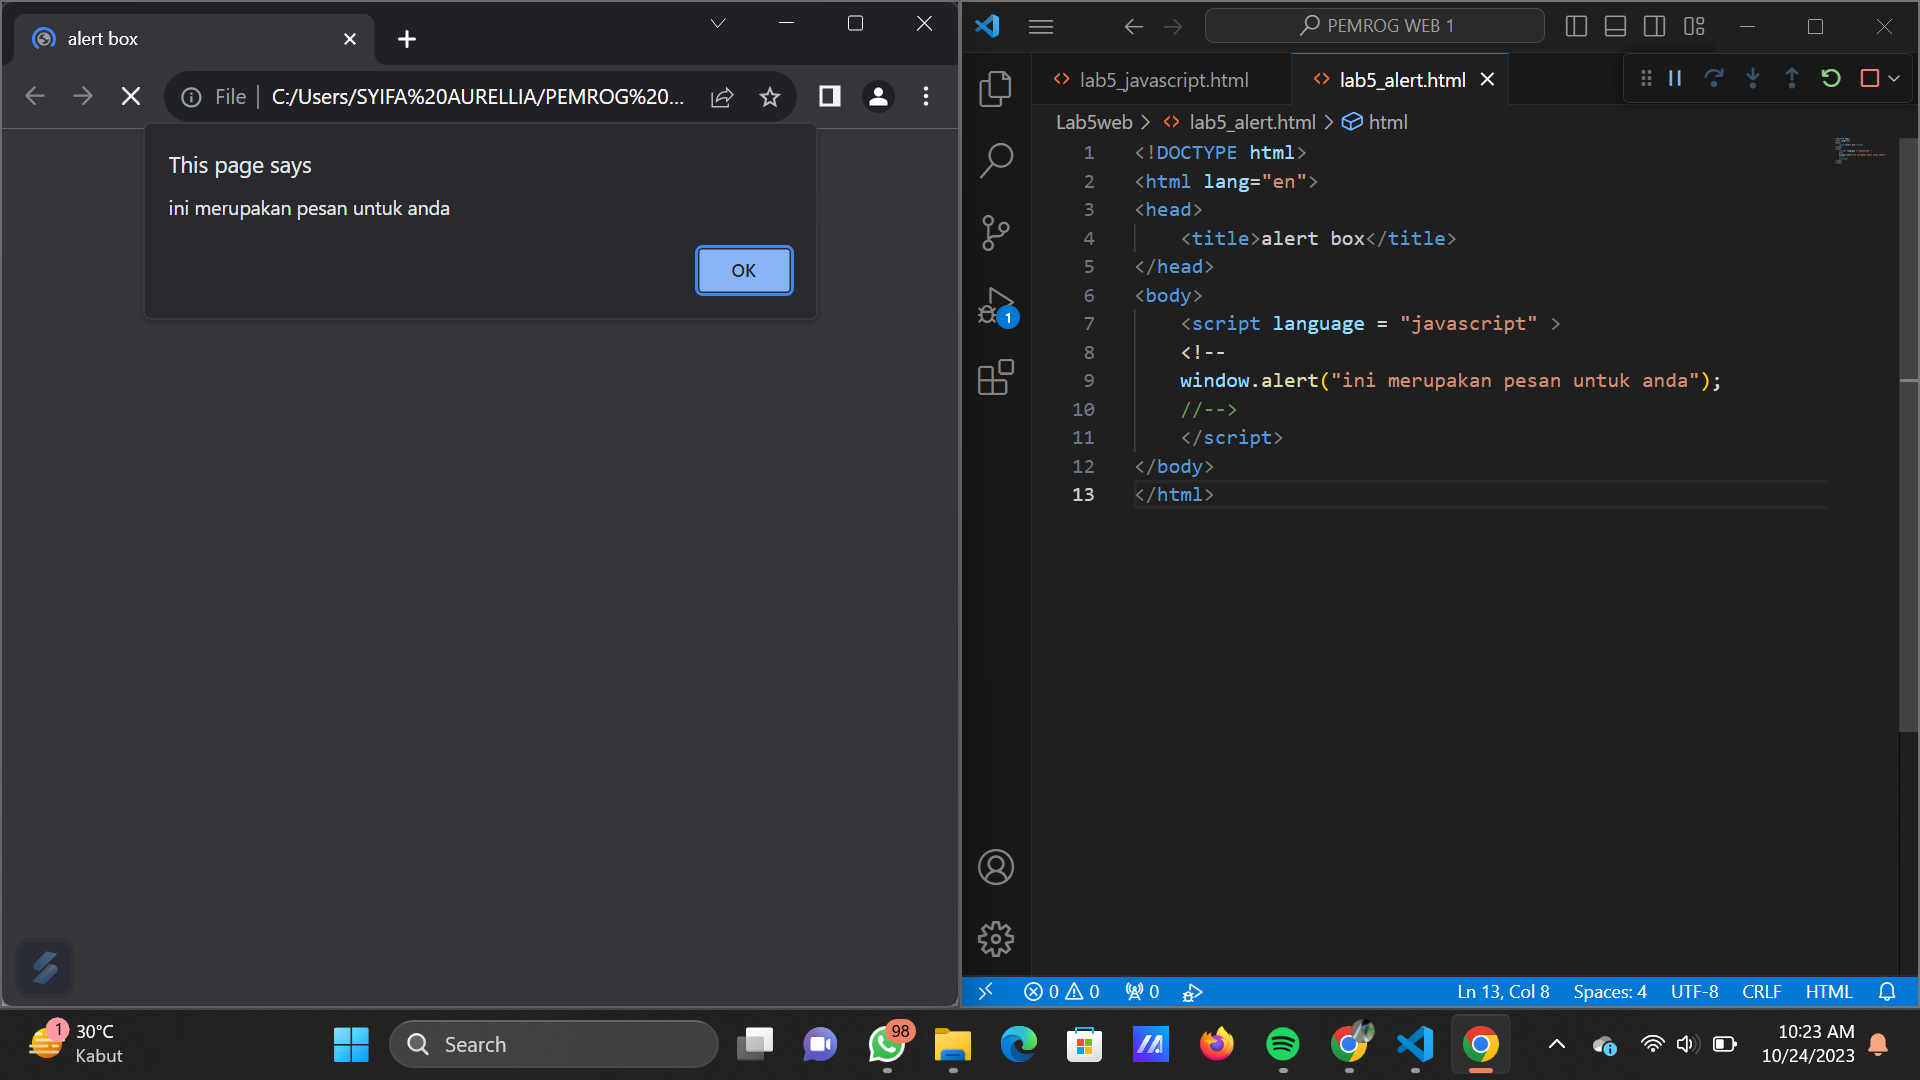 alert box
File
C:/Users/SYIFA%20AURELLIA/PEMROG%20...
This page says
ini merupakan pesan untuk anda
OK
PEMROG WEB 1
lab5_javascript.html
lab5_alert.html
Lab5web > lab5_alert.html > html
1 <!DOCTYPE html>
2 <html lang="en">
3 <head>
4 <title>alert box</title>
5 </head>
6 <body>
7 <script language = "javascript" >
8 <!--
9 window.alert("ini merupakan pesan untuk anda");
10 //-->
11 </script>
12 </body>
13 </html>
1
0 0 0
Ln 13, Col 8 Spaces: 4 UTF-8 CRLF HTML
1
30°C
Kabut
Search
98
10:23 AM
10/24/2023